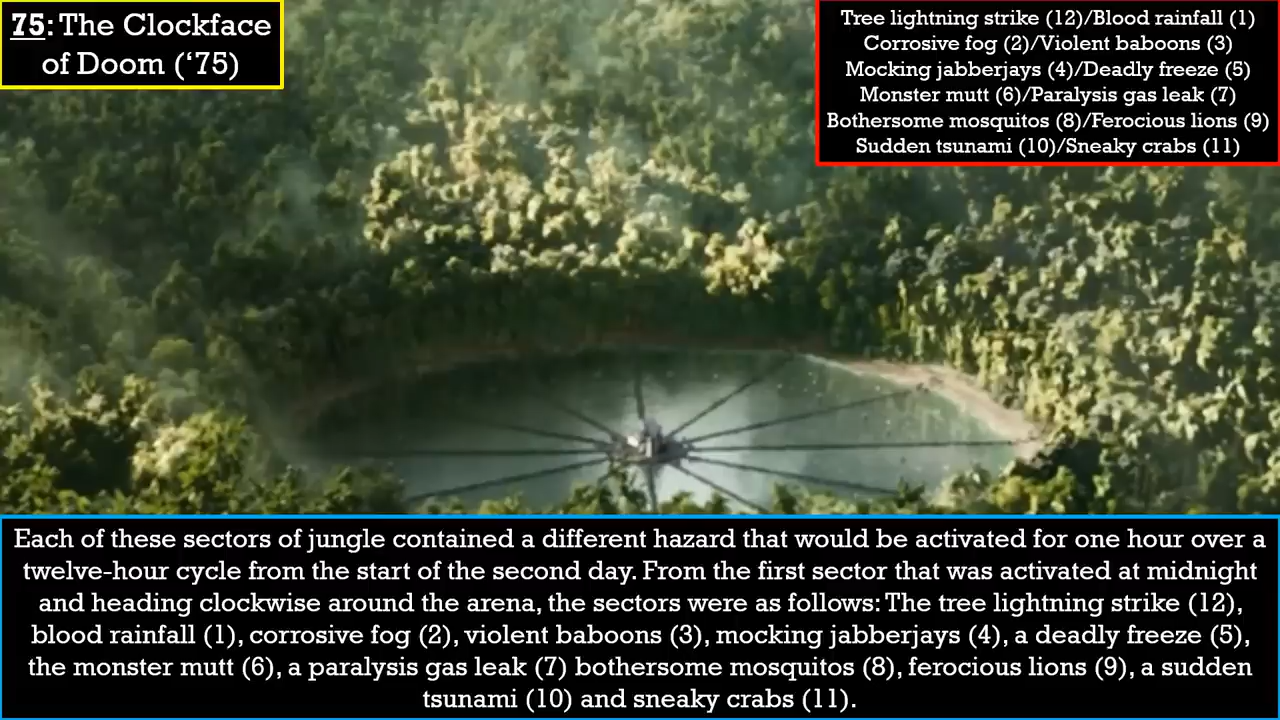 75: The Clockface
of Doom (‘75)
Tree lightning strike (12)/Blood rainfall (1)
Corrosive fog (2)/Violent baboons (3)
Mocking jabberjays (4)/Deadly freeze (5)
Monster mutt (6)/Paralysis gas leak (7)
Bothersome mosquitos (8)/Ferocious lions (9)
Sudden tsunami (10)/Sneaky crabs (11)
Each of these sectors of jungle contained a different hazard that would be activated for one hour over a
twelve-hour cycle from the start of the second day. From the first sector that was activated at midnight
and heading clockwise around the arena, the sectors were as follows: The tree lightning strike (12),
blood rainfall (1), corrosive fog (2), violent baboons (3), mocking jabberjays (4), a deadly freeze (5),
the monster mutt (6), a paralysis gas leak (7) bothersome mosquitos (8), ferocious lions (9), a sudden
tsunami (10) and sneaky crabs (11).